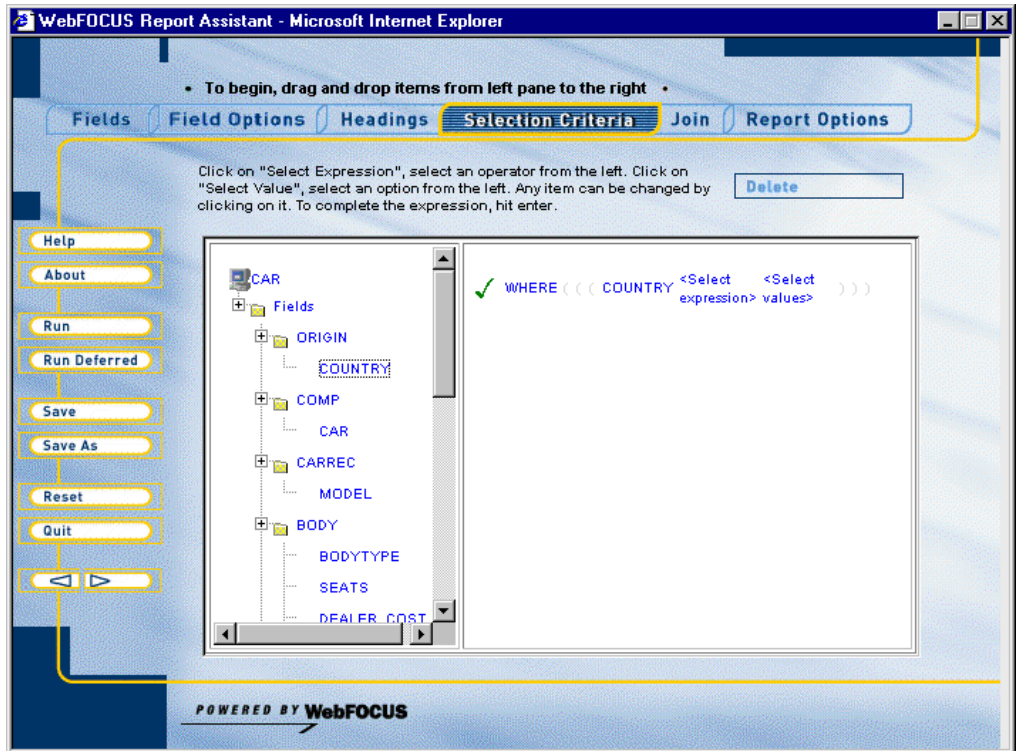 WebFOCUS Report Assistant - Microsoft Internet Explorer
• To begin, drag and drop items from left pane to the right •
Fields Field Options Headings Selection Criteria Join Report Options
Click on "Select Expression", select an operator from the left. Click on
"Select Value", select an option from the left. Any item can be changed by
clicking on it. To complete the expression, hit enter.
Delete
Help
About
Run
Run Deferred
Save
Save As
Reset
Quit
CAR
Fields
ORIGIN
COUNTRY
COMP
CAR
CARREC
MODEL
BODY
BODYTYPE
SEATS
DEALER_COST
WHERE ( ( ( COUNTRY <Select expression> <Select values> ) ) )
POWERED BY WebFOCUS